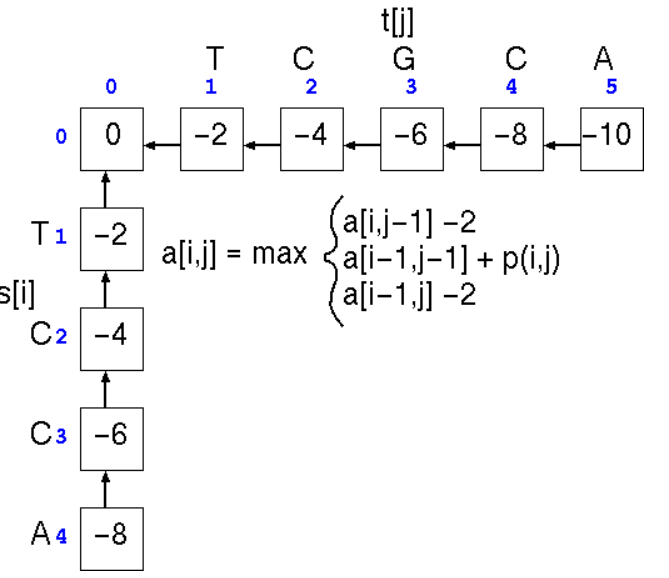 t[j]
T C G C A
0 1 2 3 4 5
0 0 −2 −4 −6 −8 −10
T 1 −2
a[i,j] = max
a[i,j−1] −2
a[i−1,j−1] + p(i,j)
a[i−1,j] −2
s[i]
C 2 −4
C 3 −6
A 4 −8